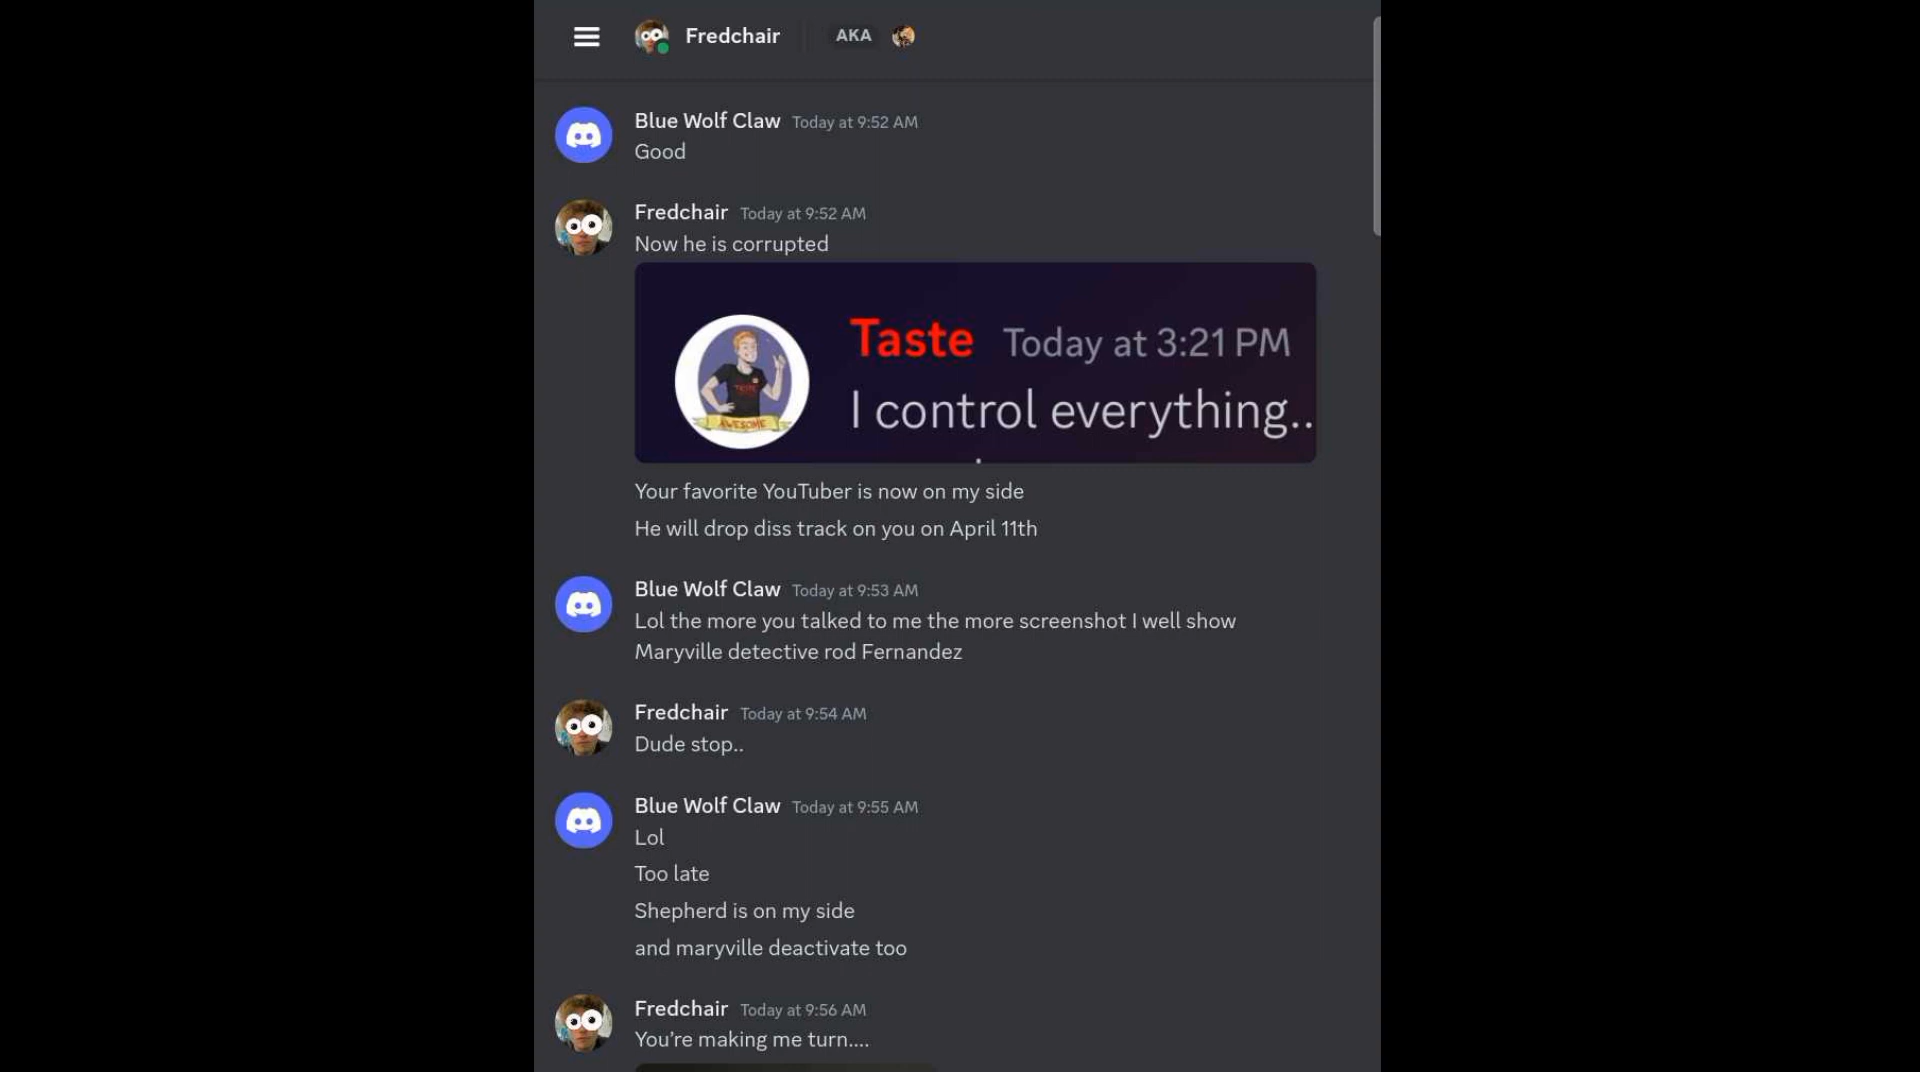 Fredchair AKA
Blue Wolf Claw Today at 9:52 AM
Good
Fredchair Today at 9:52 AM
Now he is corrupted
Taste Today at 3:21 PM
I control everything..
AWESOME
Your favorite YouTuber is now on my side
He will drop diss track on you on April 11th
Blue Wolf Claw Today at 9:53 AM
Lol the more you talked to me the more screenshot I well show
Maryville detective rod Fernandez
Fredchair Today at 9:54 AM
Dude stop..
Blue Wolf Claw Today at 9:55 AM
Lol
Too late
Shepherd is on my side
and maryville deactivate too
Fredchair Today at 9:56 AM
You're making me turn....